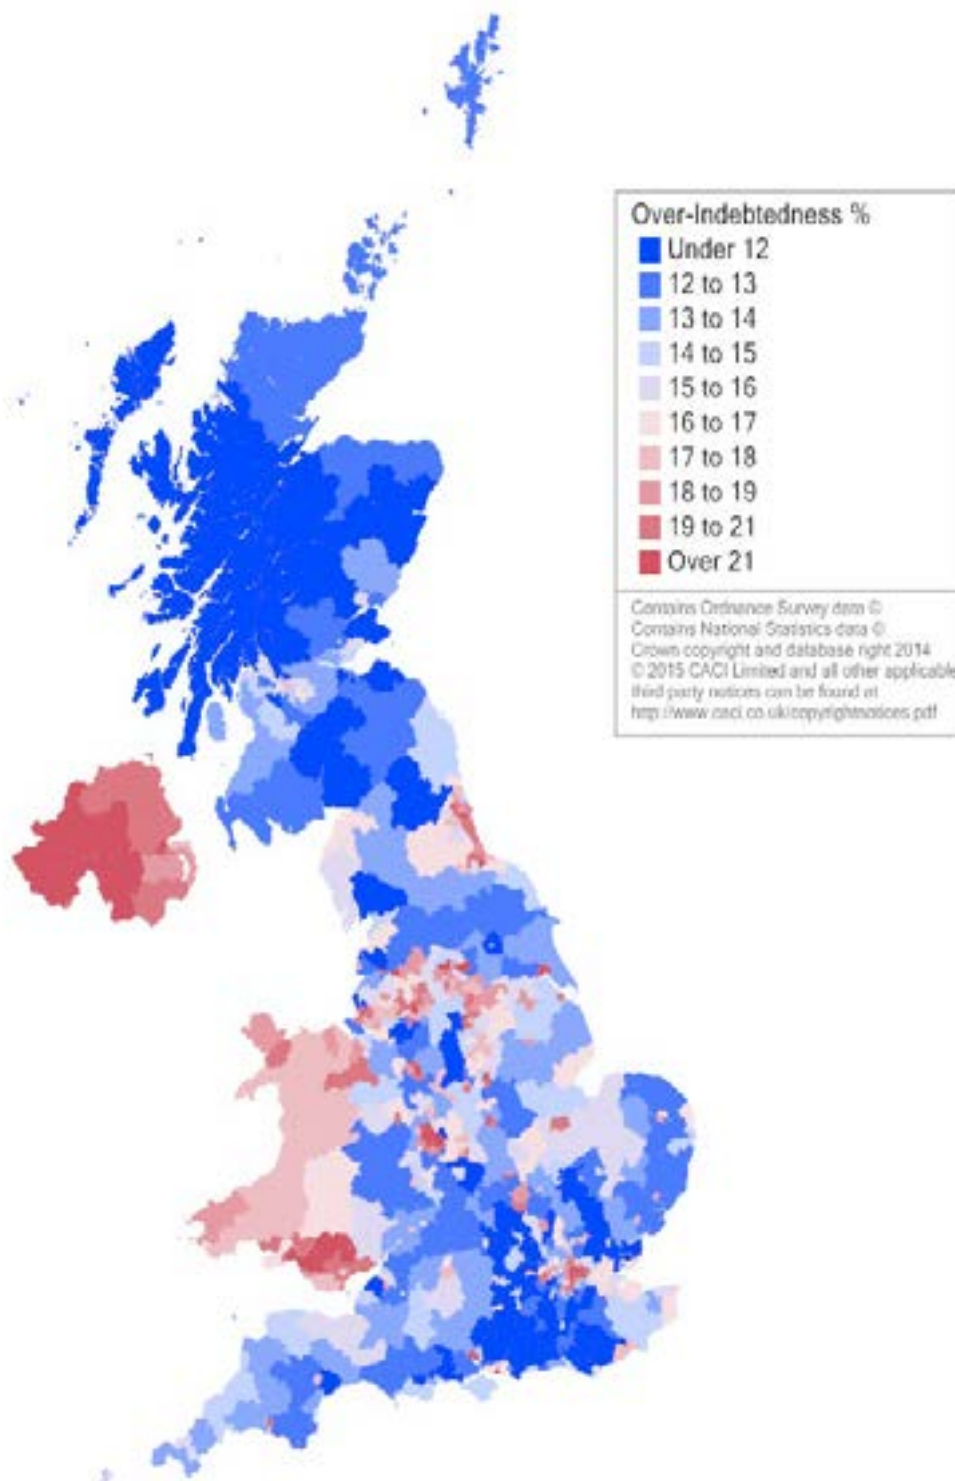 Over-Indebtedness %
Under 12
12 to 13
13 to 14
14 to 15
15 to 16
16 to 17
17 to 18
18 to 19
19 to 21
Over 21
Contains Ordnance Survey data ©
Contains National Statistics data ©
Crown copyright and database right 2014
© 2015 CACI Limited and all other applicable
third party notices can be found at
http://www.caci.co.uk/copyrightnotices.pdf